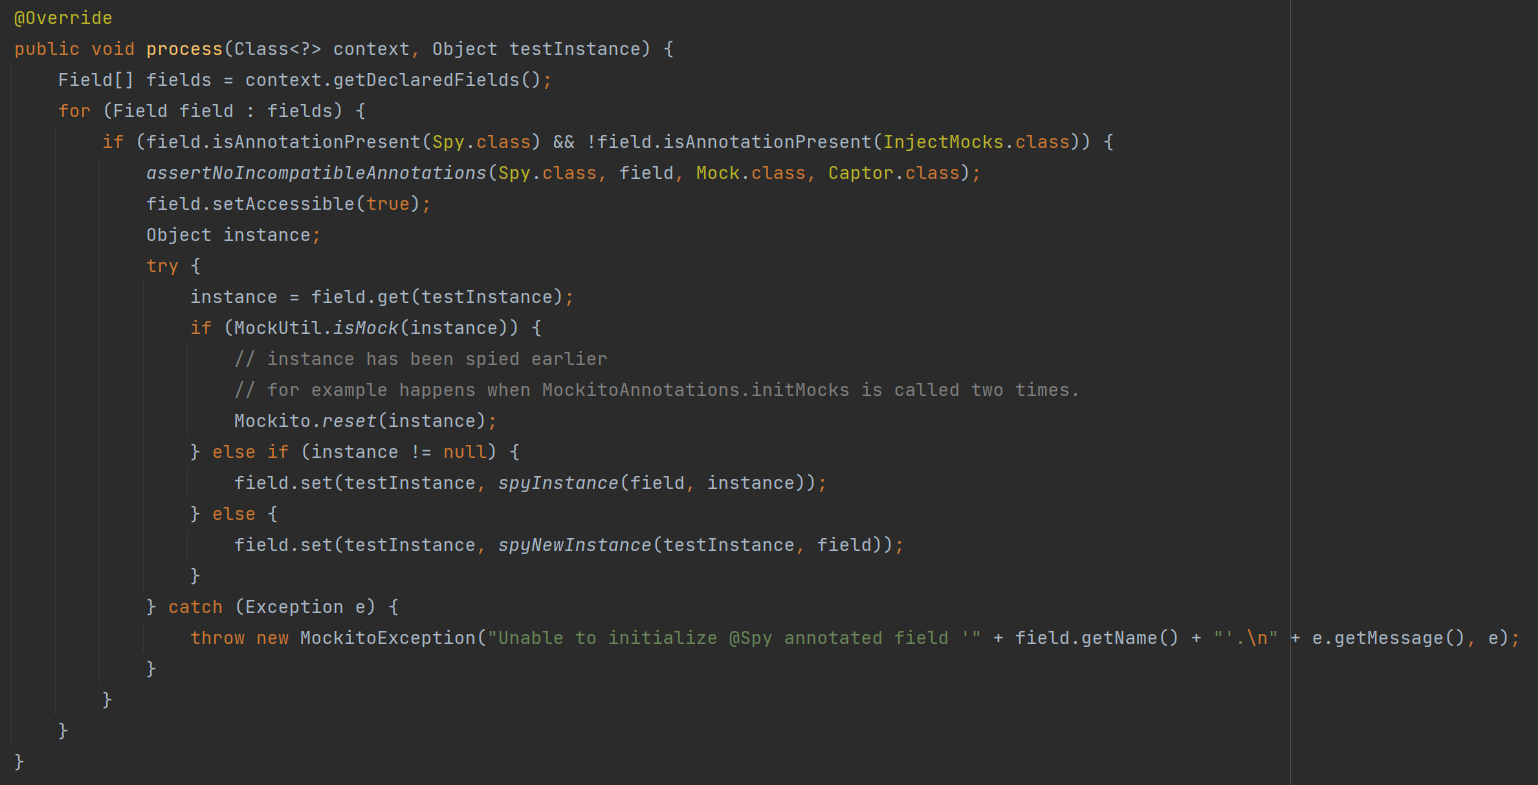 @Override
public void process(Class<?> context, Object testInstance) {
    Field[] fields = context.getDeclaredFields();
    for (Field field : fields) {
        if (field.isAnnotationPresent(Spy.class) && !field.isAnnotationPresent(InjectMocks.class)) {
            assertNoIncompatibleAnnotations(Spy.class, field, Mock.class, Captor.class);
            field.setAccessible(true);
            Object instance;
            try {
                instance = field.get(testInstance);
                if (MockUtil.isMock(instance)) {
                    // instance has been spied earlier
                    // for example happens when MockitoAnnotations.initMocks is called two times.
                    Mockito.reset(instance);
                } else if (instance != null) {
                    field.set(testInstance, spyInstance(field, instance));
                } else {
                    field.set(testInstance, spyNewInstance(testInstance, field));
                }
            } catch (Exception e) {
                throw new MockitoException("Unable to initialize @Spy annotated field '" + field.getName() + "'.\n" + e.getMessage(), e);
            }
        }
    }
}